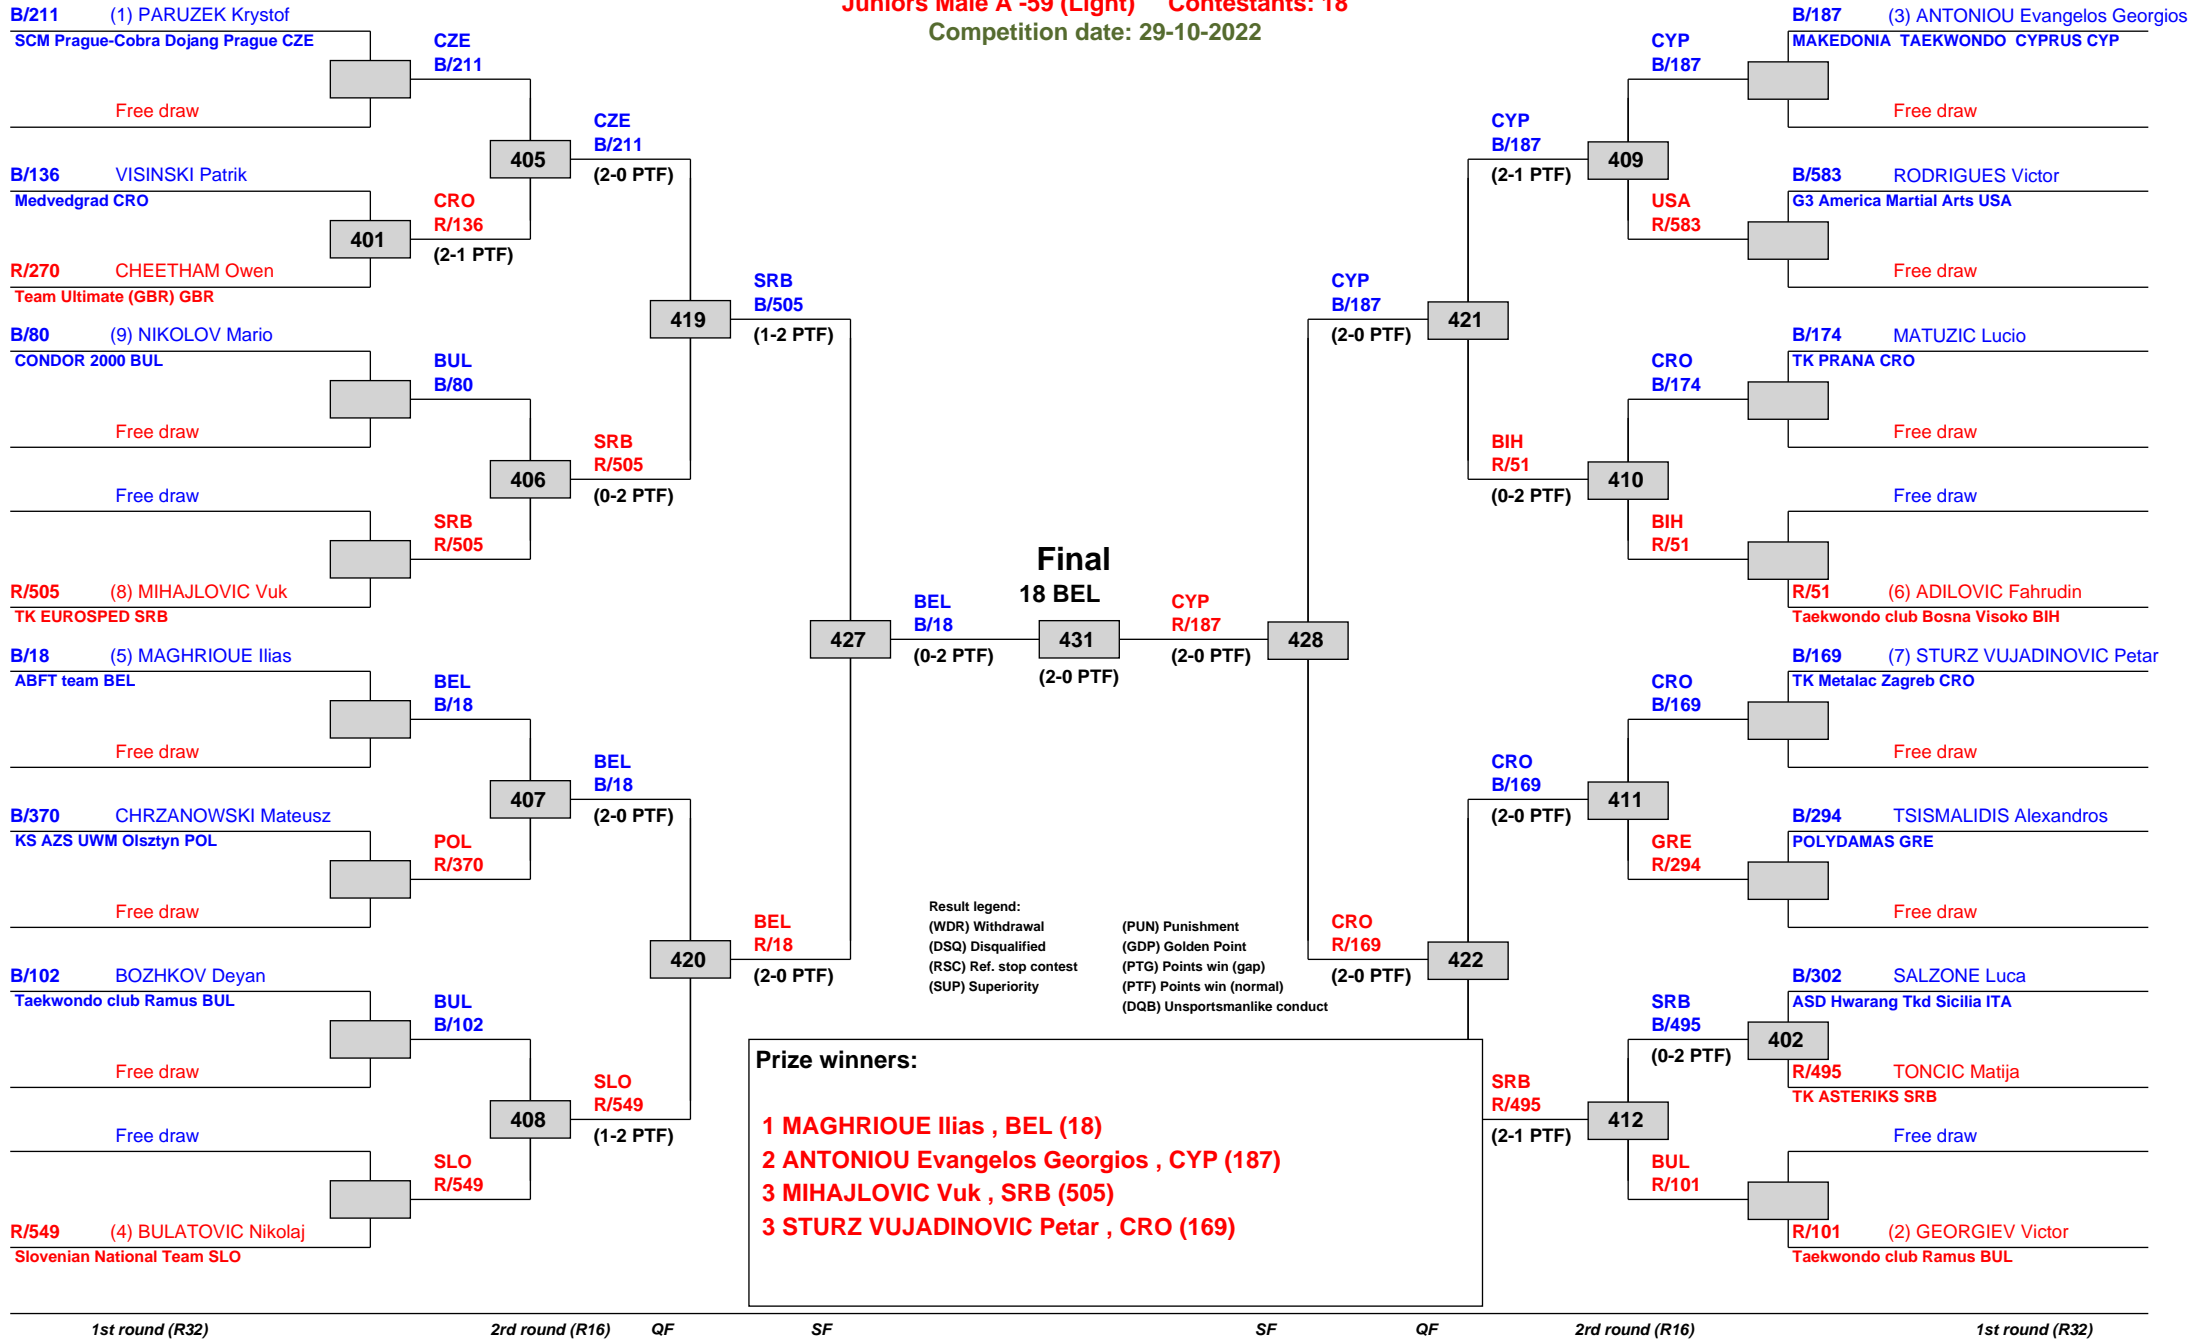 Juniors Male A -59 (Light) Contestants: 18
Competition date: 29-10-2022
B/211 (1) PARUZEK Krystof
SCM Prague-Cobra Dojang Prague CZE
Free draw
B/136 VISINSKI Patrik
Medvedgrad CRO
R/270 CHEETHAM Owen
Team Ultimate (GBR) GBR
B/80 (9) NIKOLOV Mario
CONDOR 2000 BUL
Free draw
Free draw
R/505 (8) MIHAJLOVIC Vuk
TK EUROSPED SRB
B/18 (5) MAGHRIOUE Ilias
ABFT team BEL
Free draw
B/370 CHRZANOWSKI Mateusz
KS AZS UWM Olsztyn POL
Free draw
B/102 BOZHKOV Deyan
Taekwondo club Ramus BUL
Free draw
Free draw
R/549 (4) BULATOVIC Nikolaj
Slovenian National Team SLO
CZE
B/211
401
CRO
R/136
(2-1 PTF)
BUL
B/80
SRB
R/505
BEL
B/18
POL
R/370
BUL
B/102
SLO
R/549
405
CZE
B/211
(2-0 PTF)
406
SRB
R/505
(0-2 PTF)
407
BEL
B/18
(2-0 PTF)
408
SLO
R/549
(1-2 PTF)
419
SRB
B/505
(1-2 PTF)
420
BEL
R/18
(2-0 PTF)
427
BEL
B/18
(0-2 PTF)
Final
18 BEL
431
(2-0 PTF)
CYP
R/187
(2-0 PTF)
428
CYP
B/187
(2-0 PTF)
421
CRO
R/169
(2-0 PTF)
422
CYP
B/187
(2-1 PTF)
409
BIH
R/51
(0-2 PTF)
410
CRO
B/169
(2-0 PTF)
411
SRB
R/495
(2-1 PTF)
412
CYP
B/187
USA
R/583
CRO
B/174
BIH
R/51
CRO
B/169
GRE
R/294
SRB
B/495
(0-2 PTF)
402
BUL
R/101
B/187 (3) ANTONIOU Evangelos Georgios
MAKEDONIA TAEKWONDO CYPRUS CYP
Free draw
B/583 RODRIGUES Victor
G3 America Martial Arts USA
Free draw
B/174 MATUZIC Lucio
TK PRANA CRO
Free draw
Free draw
R/51 (6) ADILOVIC Fahrudin
Taekwondo club Bosna Visoko BIH
B/169 (7) STURZ VUJADINOVIC Petar
TK Metalac Zagreb CRO
Free draw
B/294 TSISMALIDIS Alexandros
POLYDAMAS GRE
Free draw
B/302 SALZONE Luca
ASD Hwarang Tkd Sicilia ITA
R/495 TONCIC Matija
TK ASTERIKS SRB
Free draw
R/101 (2) GEORGIEV Victor
Taekwondo club Ramus BUL
Result legend:
(WDR) Withdrawal (PUN) Punishment
(DSQ) Disqualified (GDP) Golden Point
(RSC) Ref. stop contest (PTG) Points win (gap)
(SUP) Superiority (PTF) Points win (normal)
(DQB) Unsportsmanlike conduct
Prize winners:
1 MAGHRIOUE Ilias , BEL (18)
2 ANTONIOU Evangelos Georgios , CYP (187)
3 MIHAJLOVIC Vuk , SRB (505)
3 STURZ VUJADINOVIC Petar , CRO (169)
1st round (R32) 2rd round (R16) QF SF SF QF 2rd round (R16) 1st round (R32)